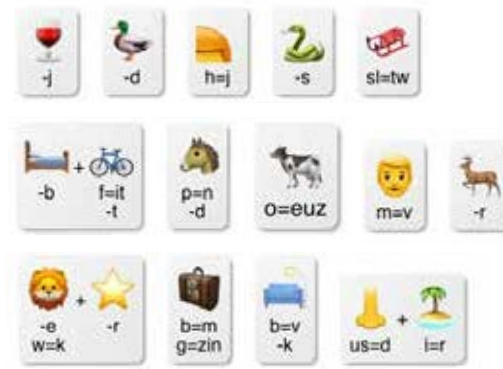 -j -d h=j -s sl=tw
+
-b f=it p=n o=euz m=v -r
-t -d
+ +
-e -r b=m b=v us=d i=r
w=k g=zin -k